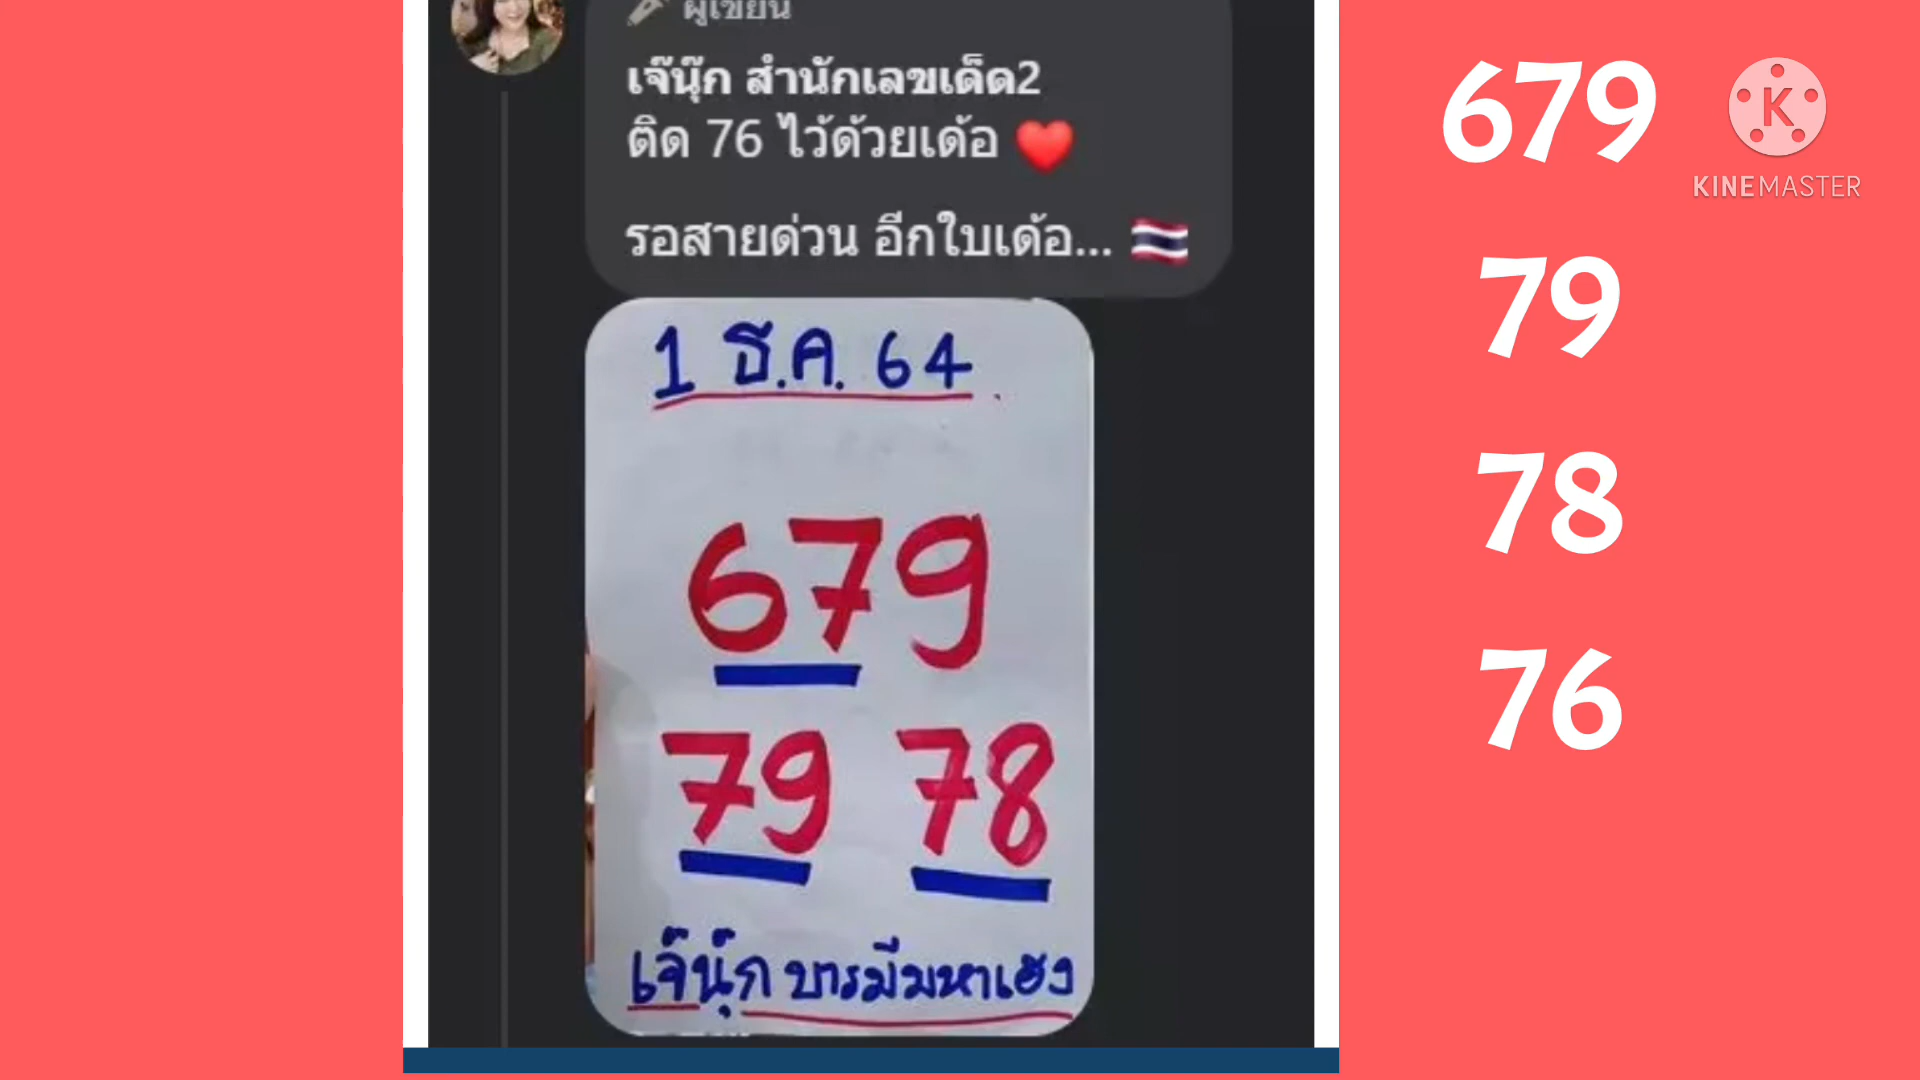 ผู้เขียน
เจ๊นุ๊ก สำนักเลขเด็ด2
ติด 76 ไว้ด้วยเด้อ ❤️
รอสายด่วน อีกใบเด้อ... 🇹🇭
1 ธ.ค. 64
679
79 78
เจ๊นุ๊ก บารมีมหาเฮง
679
79
78
76
K
KINEMASTER